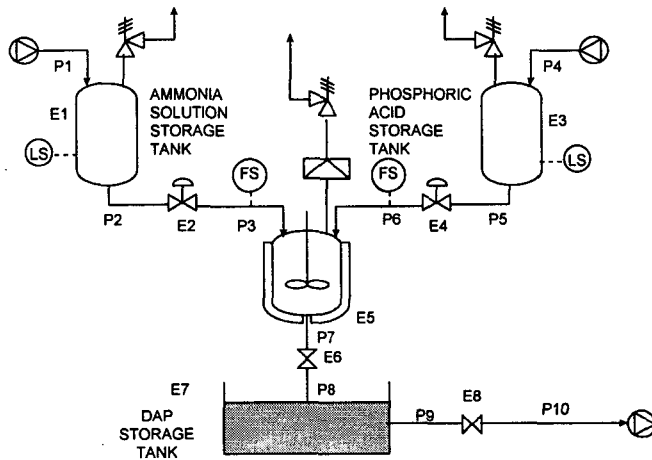 P1
P4
E1
AMMONIA
SOLUTION
STORAGE
TANK
PHOSPHORIC
ACID
STORAGE
TANK
E3
LS
LS
FS
FS
P2
E2
P3
P6
E4
P5
E5
P7
E6
E7
P8
DAP
STORAGE
TANK
P9
E8
P10